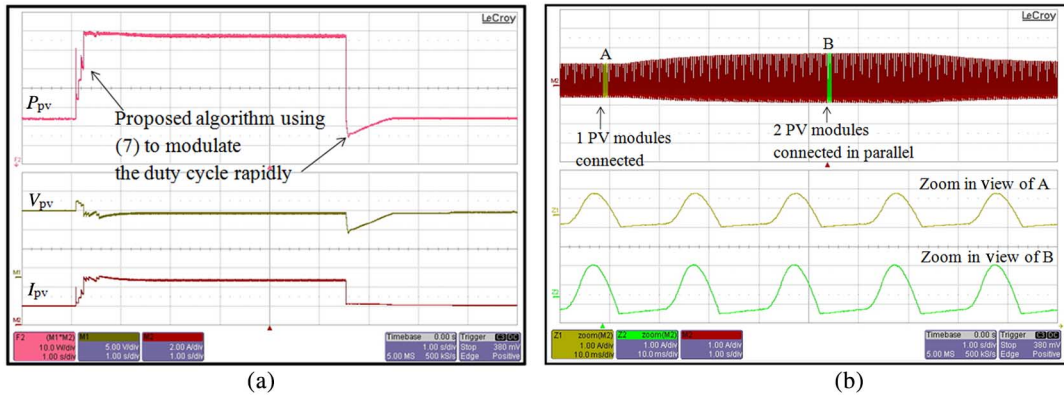 LeCroy
Ppv
Proposed algorithm using
(7) to modulate
the duty cycle rapidly
Vpv
Ipv
F2 (M1*M2)
10.0 W/div
1.00 s/div
M1
5.00 V/div
1.00 s/div
2.00 A/div
1.00 s/div
Timebase 0.00 s
1.00 s/div
5.00 MS 500 kS/s
Trigger C3 DC
Stop 380 mV
Edge Positive
(a)
LeCroy
A
B
1 PV modules
connected
2 PV modules
connected in parallel
Zoom in view of A
Zoom in view of B
Z1 zoom(M2)
1.00 A/div
10.0 ms/div
Z2 zoom(M2)
1.00 A/div
10.0 ms/div
1.00 A/div
1.00 s/div
Timebase 0.00 s
1.00 s/div
5.00 MS 500 kS/s
Trigger C3 DC
Stop 380 mV
Edge Positive
(b)